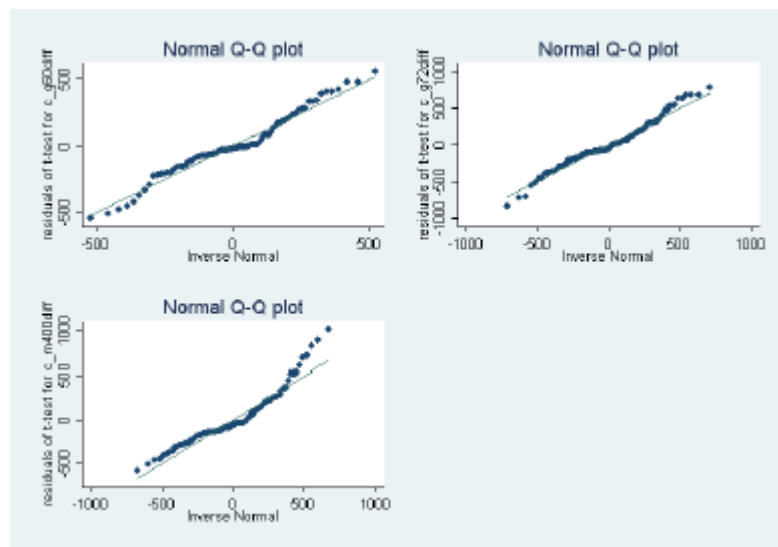 Normal Q-Q plot
residuals of t-test for c_g60diff
500
0
-500
-500
0
500
Inverse Normal
Normal Q-Q plot
residuals of t-test for c_g72diff
1000
500
0
-500
-1000
-1000
-500
0
500
1000
Inverse Normal
Normal Q-Q plot
residuals of t-test for c_m400diff
1000
500
0
-500
-1000
-500
0
500
1000
Inverse Normal